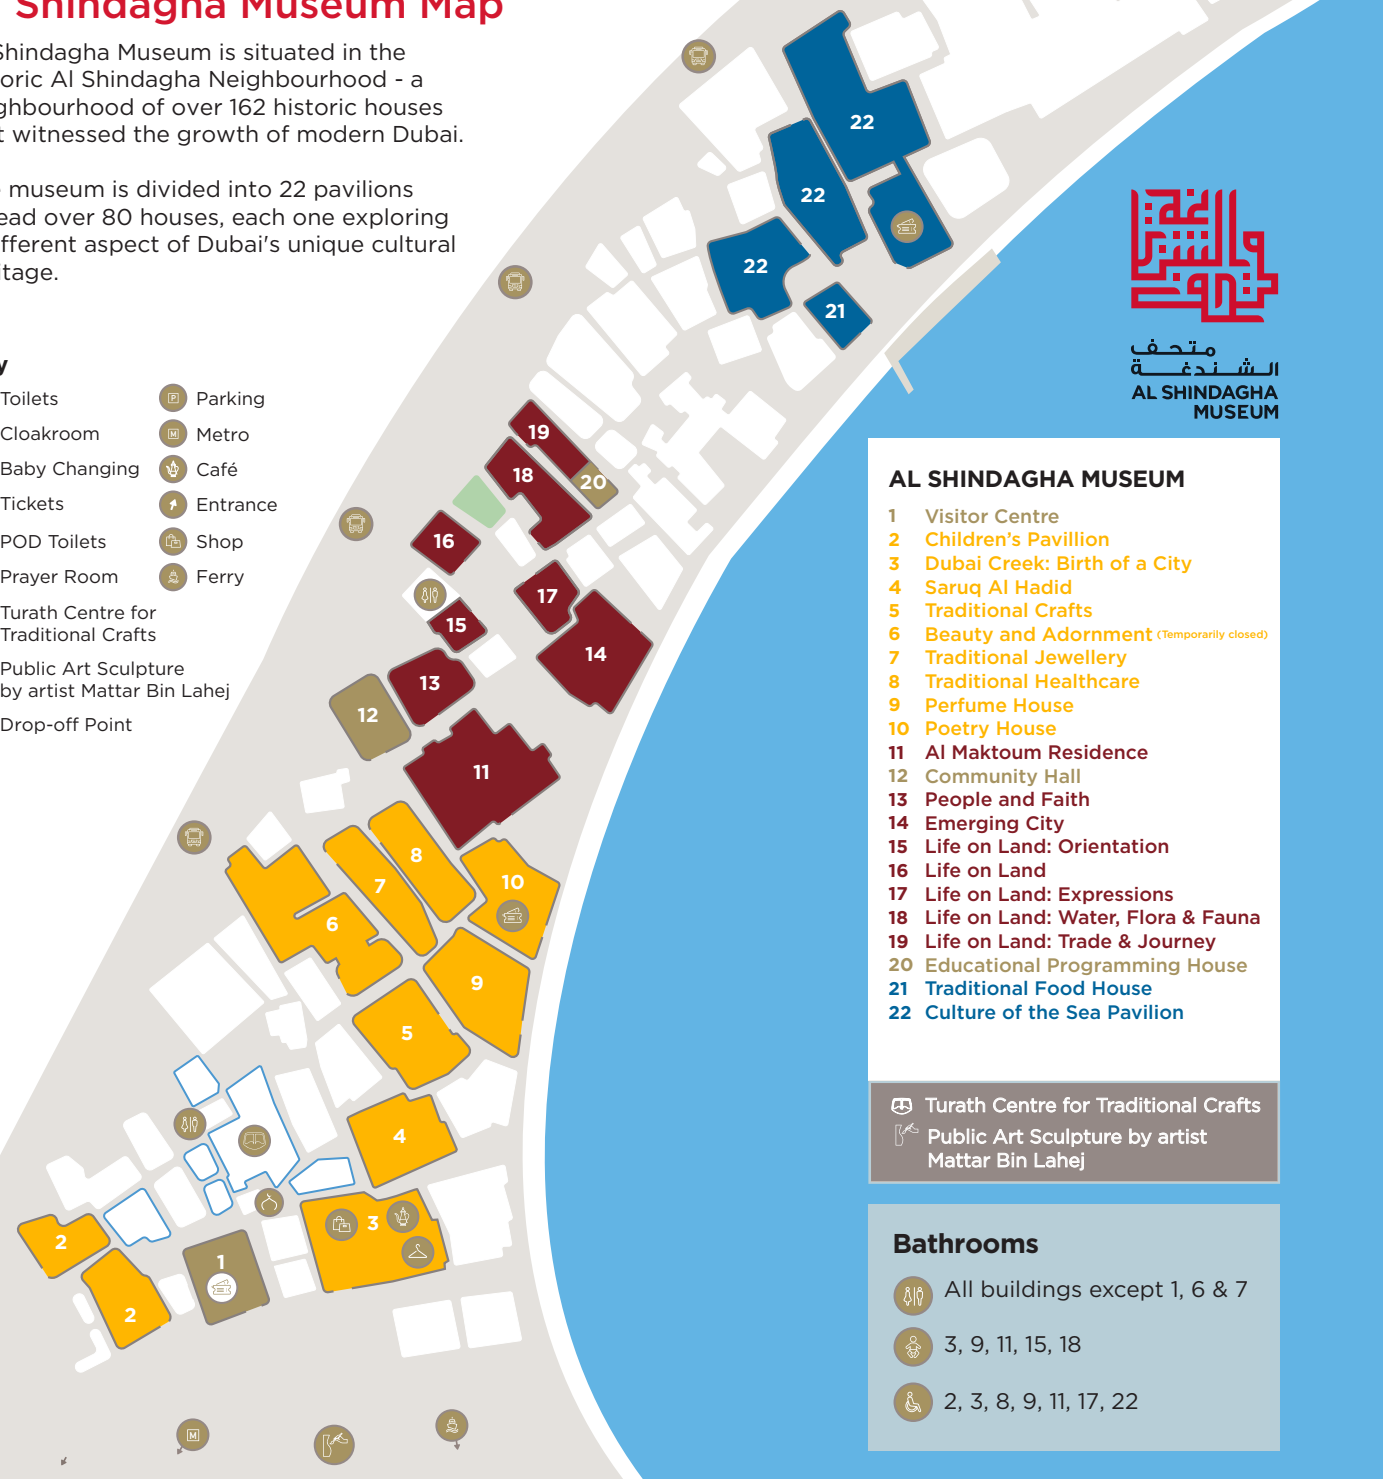 Shindagha Museum Map
Shindagha Museum is situated in the
oric Al Shindagha Neighbourhood - a
ghbourhood of over 162 historic houses
t witnessed the growth of modern Dubai.
e museum is divided into 22 pavilions
ead over 80 houses, each one exploring
ifferent aspect of Dubai's unique cultural
itage.
y
Toilets
Cloakroom
Baby Changing
Tickets
POD Toilets
Prayer Room
Turath Centre for
Traditional Crafts
Public Art Sculpture
by artist Mattar Bin Lahej
Drop-off Point
P Parking
M Metro
Café
Entrance
Shop
Ferry
22
22
22
21
19
18
20
16
17
15
14
13
12
11
8
7
10
6
9
5
4
3
2
1
2
M
متحف
الشندغة
AL SHINDAGHA
MUSEUM
AL SHINDAGHA MUSEUM
1 Visitor Centre
2 Children's Pavillion
3 Dubai Creek: Birth of a City
4 Saruq Al Hadid
5 Traditional Crafts
6 Beauty and Adornment (Temporarily closed)
7 Traditional Jewellery
8 Traditional Healthcare
9 Perfume House
10 Poetry House
11 Al Maktoum Residence
12 Community Hall
13 People and Faith
14 Emerging City
15 Life on Land: Orientation
16 Life on Land
17 Life on Land: Expressions
18 Life on Land: Water, Flora & Fauna
19 Life on Land: Trade & Journey
20 Educational Programming House
21 Traditional Food House
22 Culture of the Sea Pavilion
Turath Centre for Traditional Crafts
Public Art Sculpture by artist
Mattar Bin Lahej
Bathrooms
All buildings except 1, 6 & 7
3, 9, 11, 15, 18
2, 3, 8, 9, 11, 17, 22